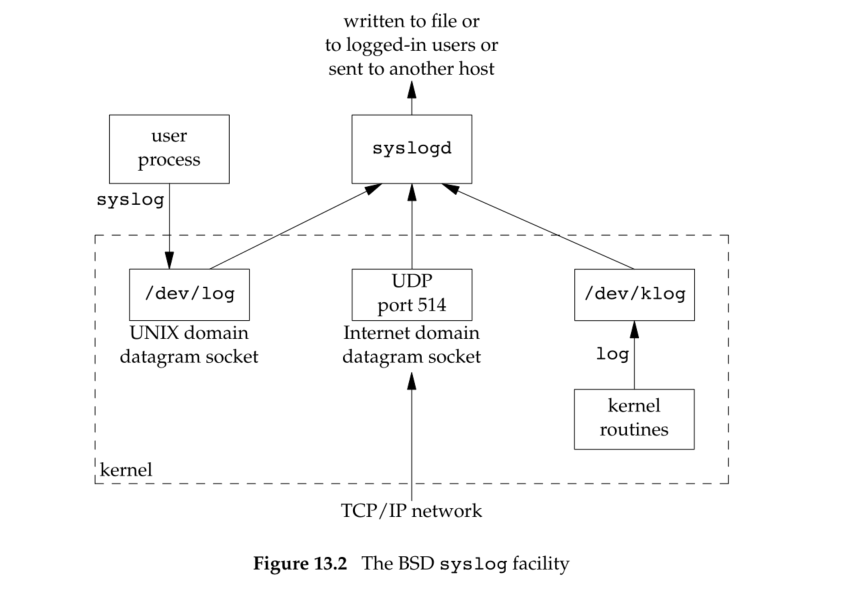 written to file or
to logged-in users or
sent to another host
user
process
syslogd
syslog
/dev/log
UDP
port 514
/dev/klog
UNIX domain
datagram socket
Internet domain
datagram socket
log
kernel
routines
kernel
TCP/IP network
Figure 13.2 The BSD syslog facility